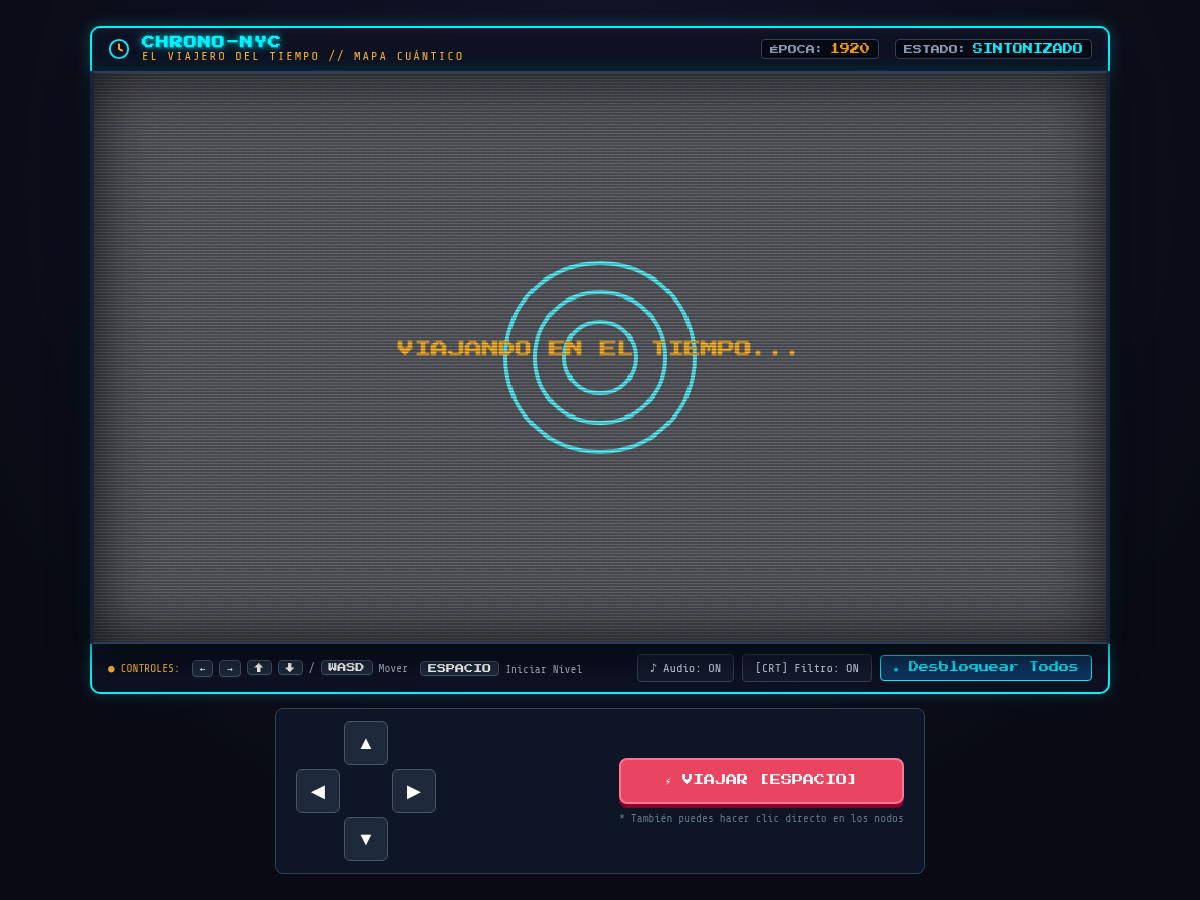 CHRONO-NYC
EL VIAJERO DEL TIEMPO // MAPA CUÁNTICO
éPOCA: 1920
ESTADO: SINTONIZADO
VIAJANDO EN EL TIEMPO...
● CONTROLES: ← → ⬆ ⬇ / WASD Mover ESPACIO Iniciar Nivel
♪ Audio: ON
[CRT] Filtro: ON
★ Desbloquear Todos
▲
◀ ▶
▼
⚡ VIAJAR [ESPACIO]
* También puedes hacer clic directo en los nodos